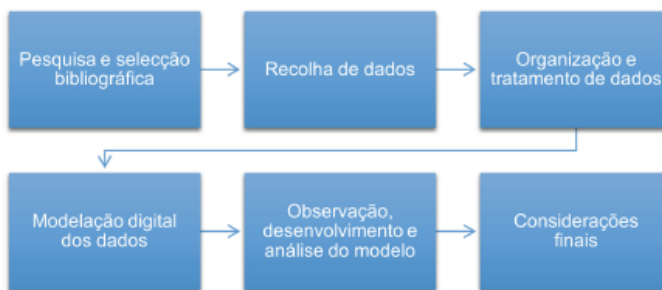 Pesquisa e selecção
bibliográfica
Recolha de dados
Organização e
tratamento de dados
Modelação digital
dos dados
Observação,
desenvolvimento e
análise do modelo
Considerações
finais